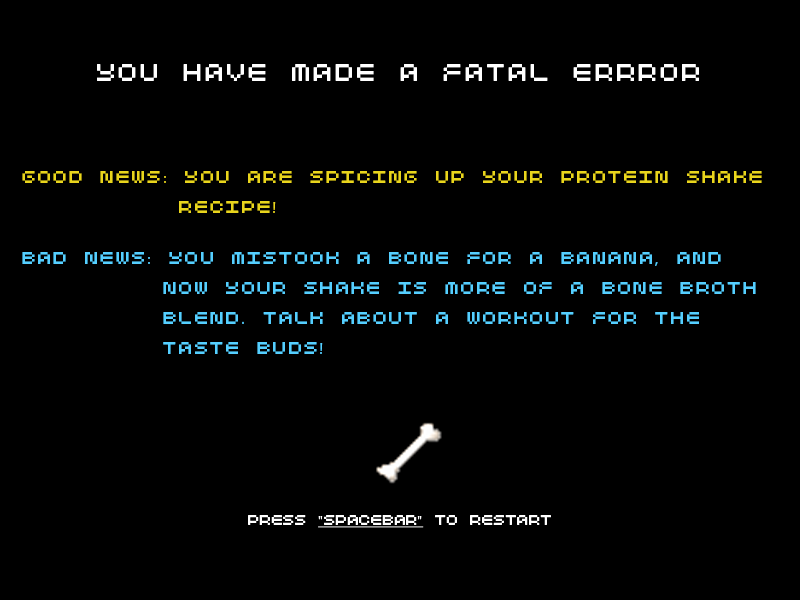 YOU HAVE MADE A FATAL ERRROR
GOOD NEWS: YOU ARE SPICING UP YOUR PROTEIN SHAKE
RECIPE!
BAD NEWS: YOU MISTOOK A BONE FOR A BANANA, AND
NOW YOUR SHAKE IS MORE OF A BONE BROTH
BLEND. TALK ABOUT A WORKOUT FOR THE
TASTE BUDS!
PRESS "SPACEBAR" TO RESTART